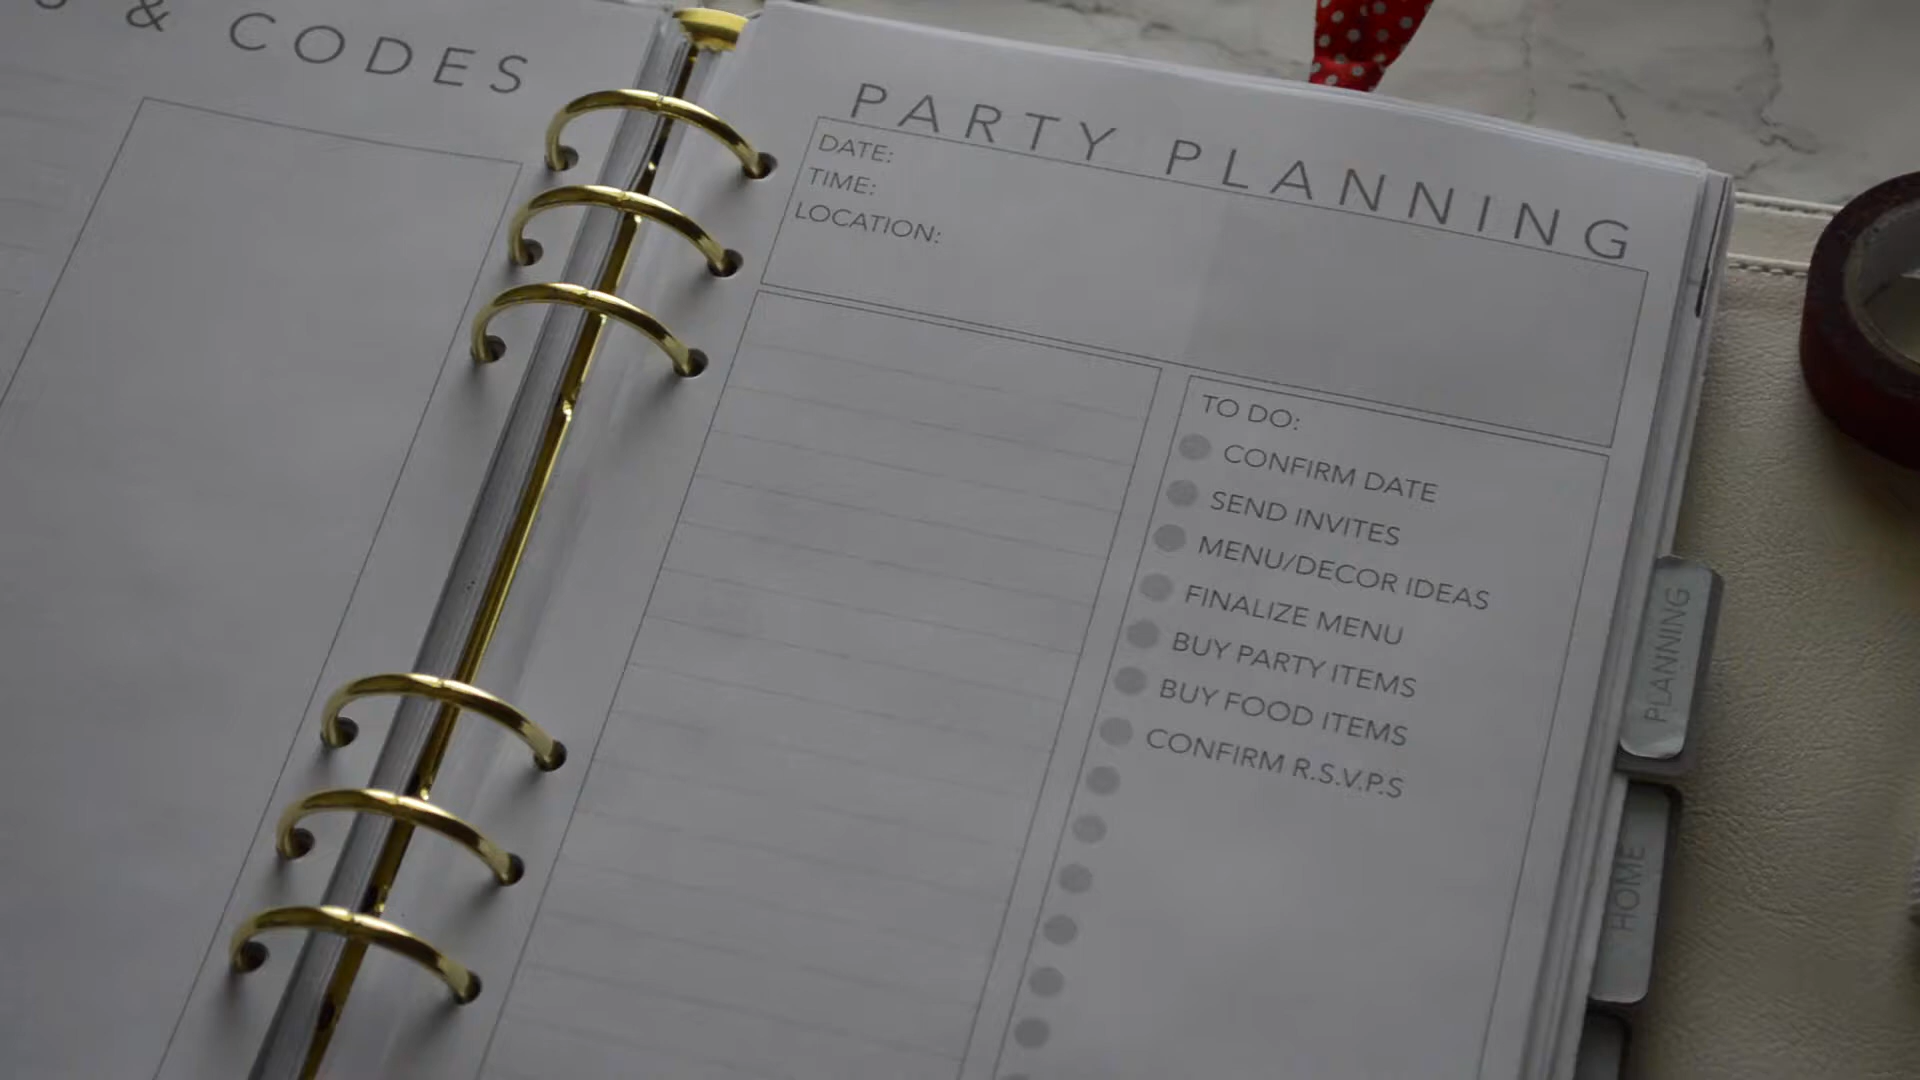 & CODES
PARTY PLANNING
DATE:
TIME:
LOCATION:
TO DO:
CONFIRM DATE
SEND INVITES
MENU/DECOR IDEAS
FINALIZE MENU
BUY PARTY ITEMS
BUY FOOD ITEMS
CONFIRM R.S.V.P.S
PLANNING
HOME